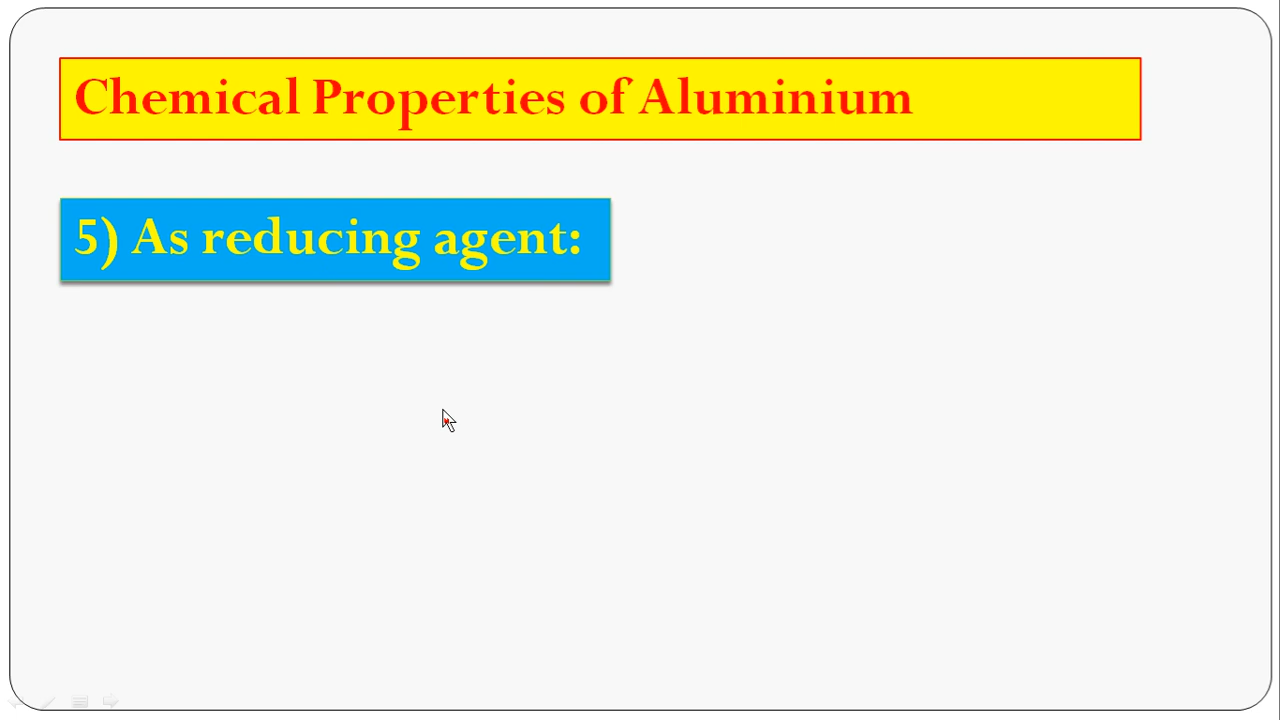 Chemical Properties of Aluminium
5) As reducing agent: